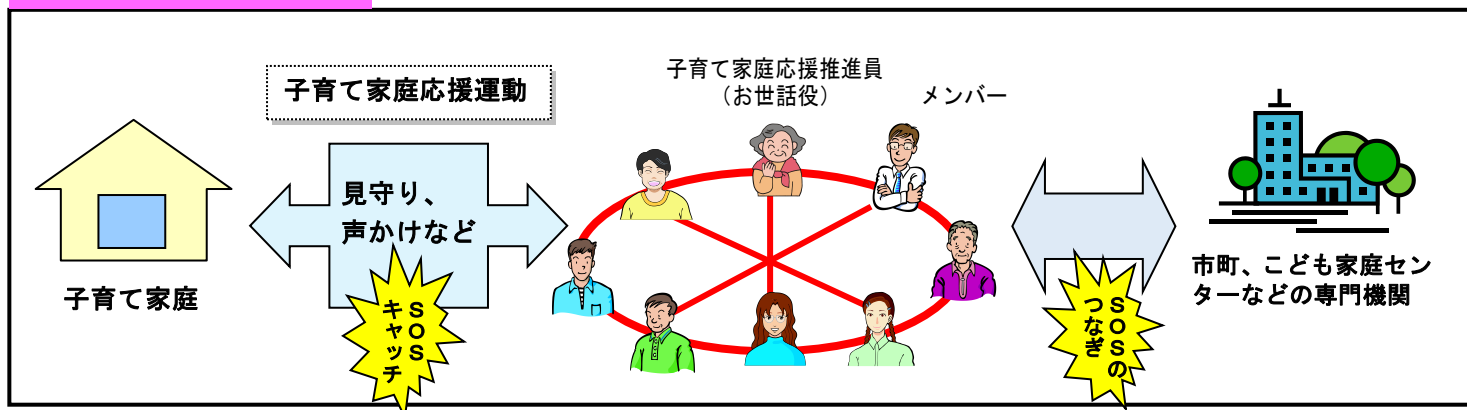 子育て家庭応援運動
子育て家庭応援推進員
（お世話役）
メンバー
見守り、
声かけなど
SOS
キャッチ
子育て家庭
SOSの
つなぎ
市町、こども家庭セン
ターなどの専門機関